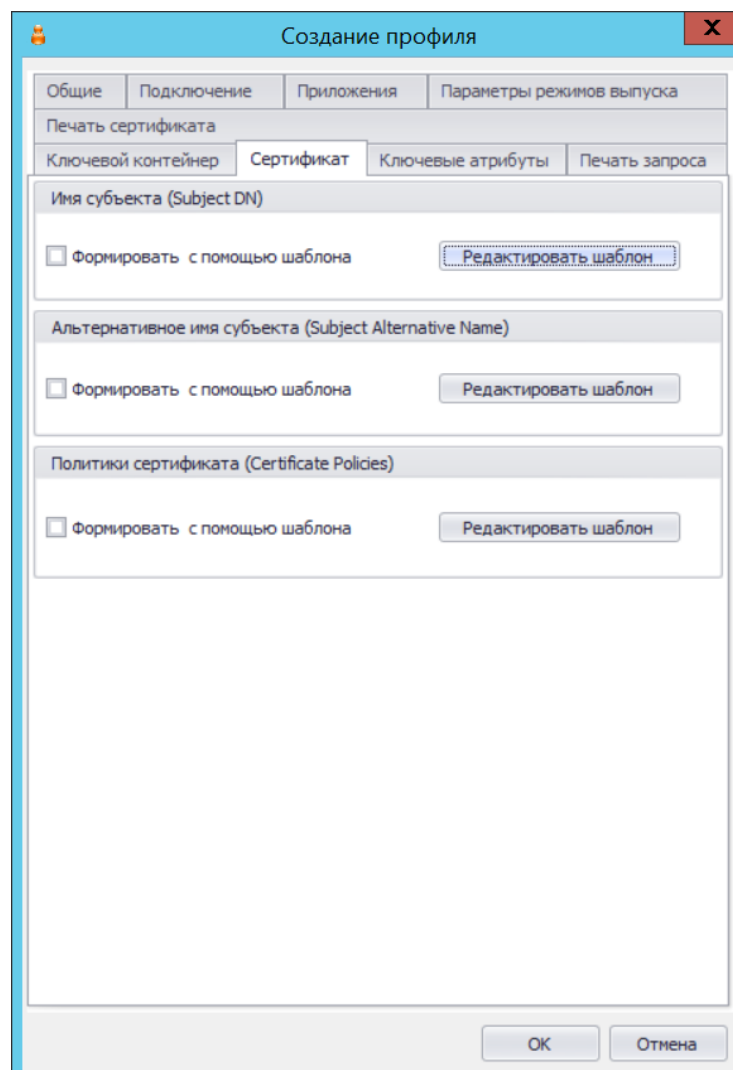 Создание профиля
X
Общие Подключение Приложения Параметры режимов выпуска
Печать сертификата
Ключевой контейнер Сертификат Ключевые атрибуты Печать запроса
Имя субъекта (Subject DN)
Формировать с помощью шаблона Редактировать шаблон
Альтернативное имя субъекта (Subject Alternative Name)
Формировать с помощью шаблона Редактировать шаблон
Политики сертификата (Certificate Policies)
Формировать с помощью шаблона Редактировать шаблон
ОК Отмена